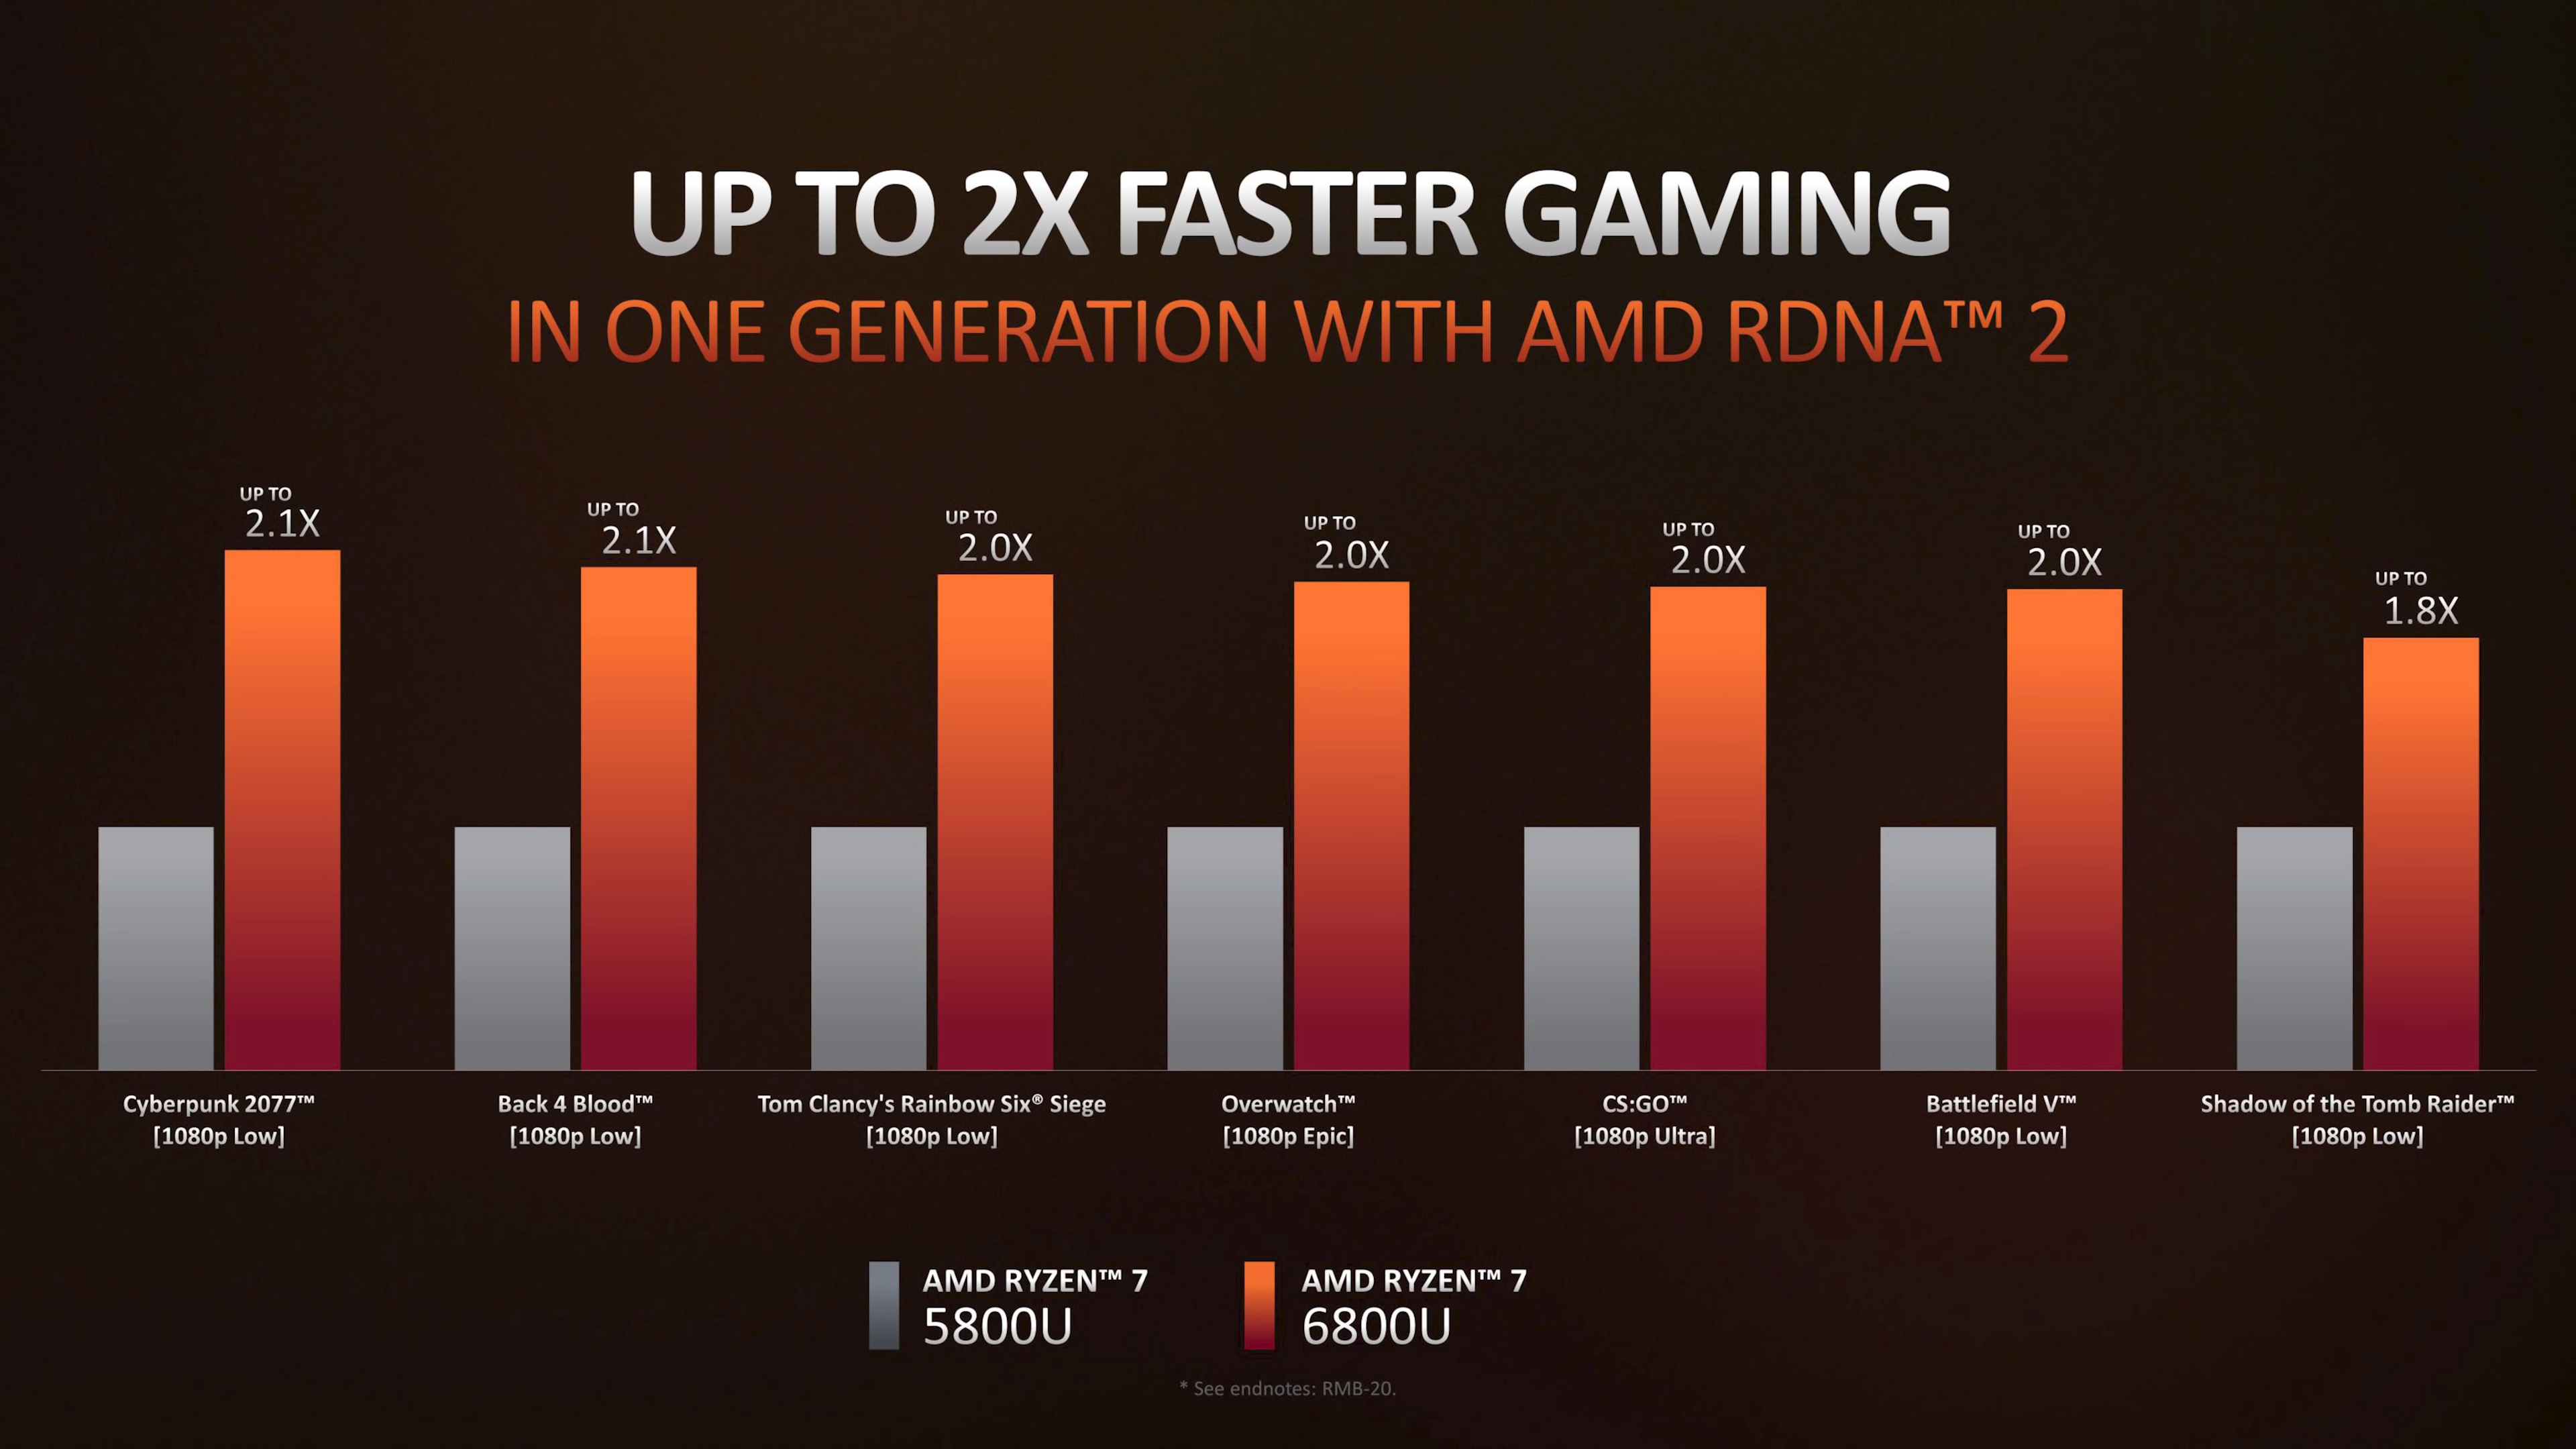 UP TO 2X FASTER GAMING
IN ONE GENERATION WITH AMD RDNA™ 2
UP TO
2.1X
UP TO
2.1X
UP TO
2.0X
UP TO
2.0X
UP TO
2.0X
UP TO
2.0X
UP TO
1.8X
Cyberpunk 2077™
[1080p Low]
Back 4 Blood™
[1080p Low]
Tom Clancy's Rainbow Six® Siege
[1080p Low]
Overwatch™
[1080p Epic]
CS:GO™
[1080p Ultra]
Battlefield V™
[1080p Low]
Shadow of the Tomb Raider™
[1080p Low]
AMD RYZEN™ 7
5800U
AMD RYZEN™ 7
6800U
* See endnotes: RMB-20.